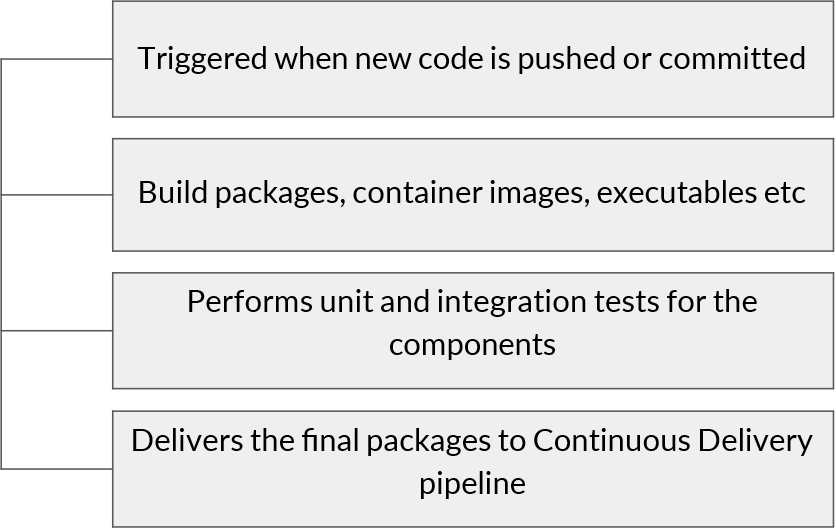 Triggered when new code is pushed or committed
Build packages, container images, executables etc
Performs unit and integration tests for the
components
Delivers the final packages to Continuous Delivery
pipeline